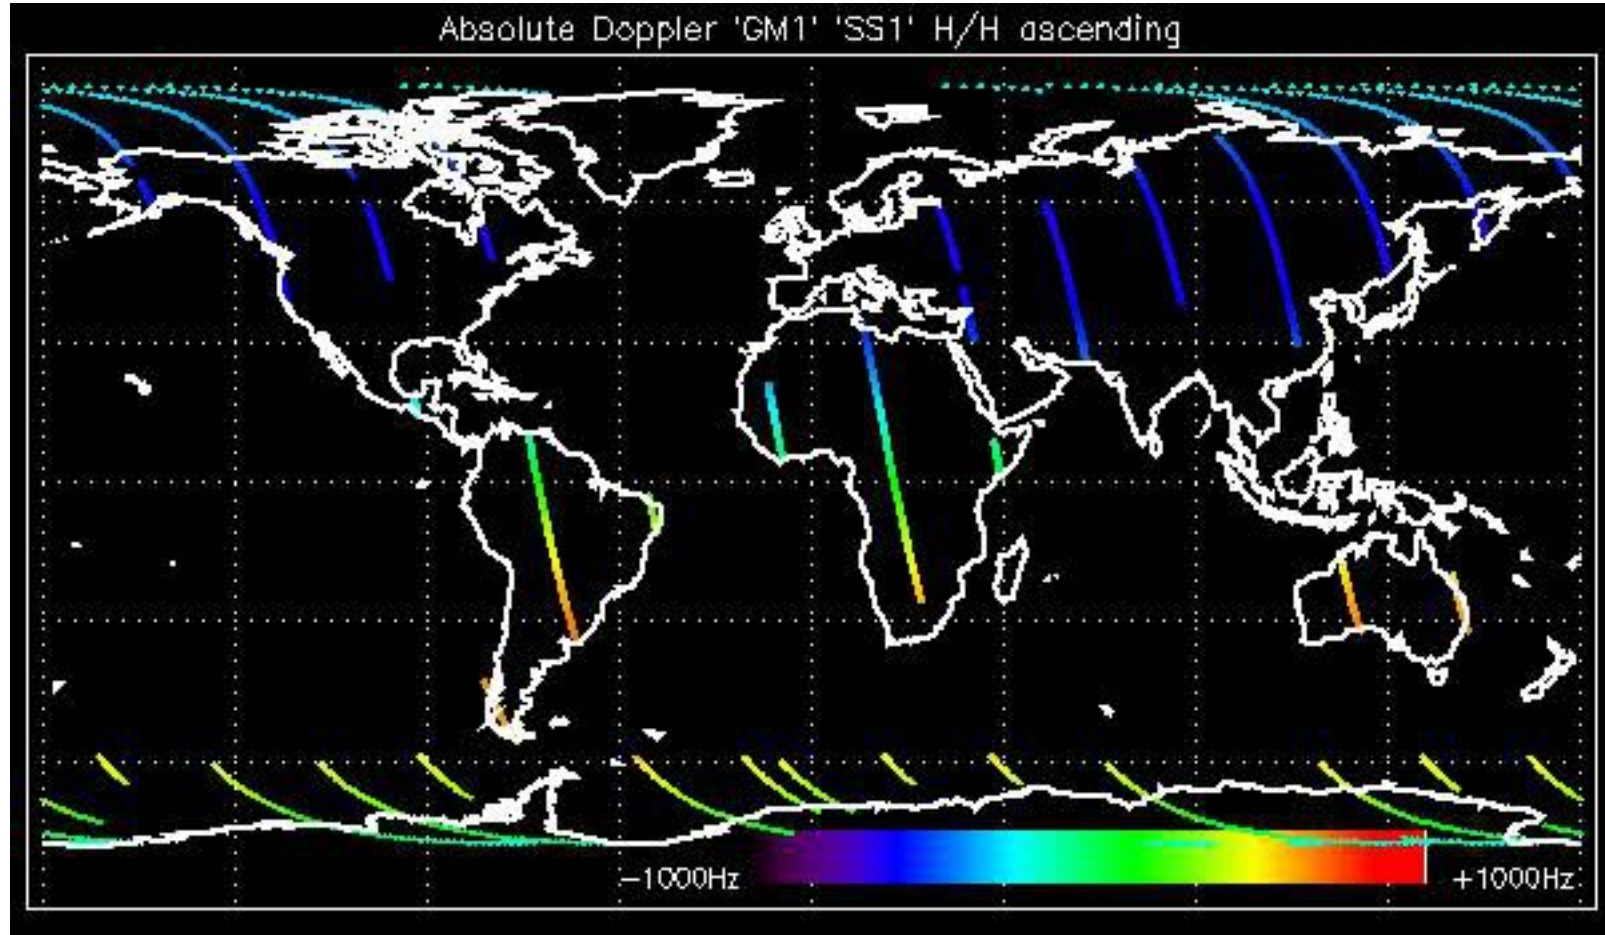 Absolute Doppler 'GM1' 'SS1' H/H ascending
-1000Hz
+1000Hz